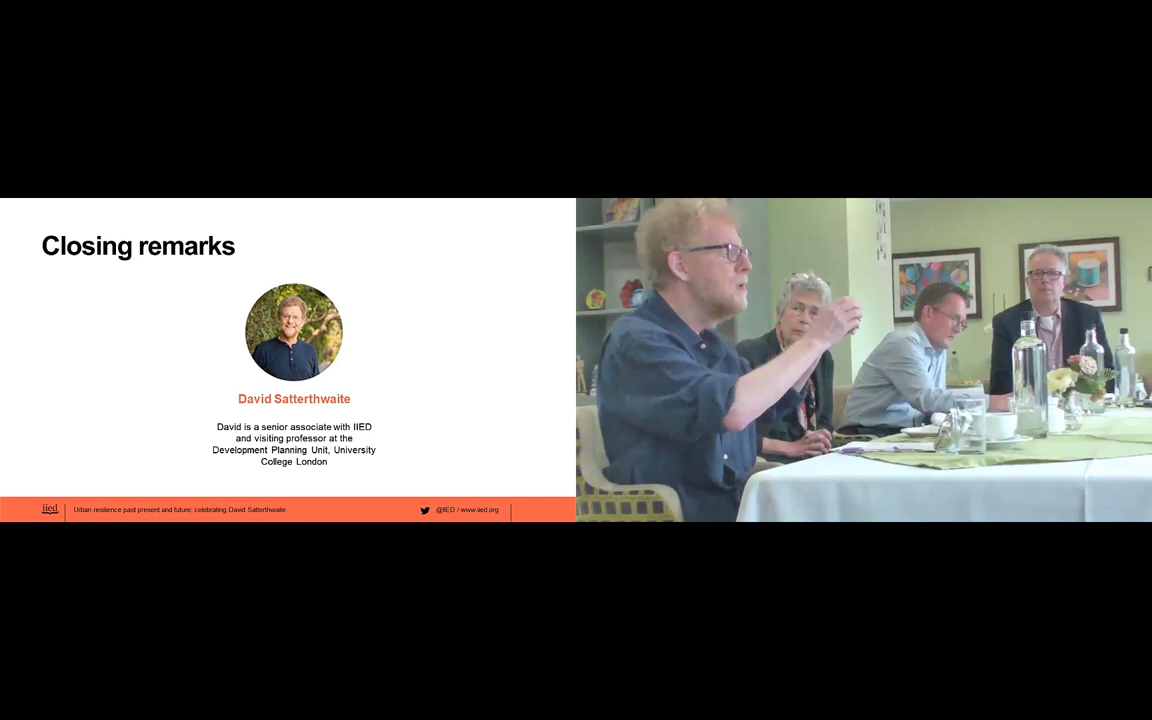 Closing remarks
David Satterthwaite
David is a senior associate with IIED
and visiting professor at the
Development Planning Unit, University
College London
iied
Urban resilience past present and future: celebrating David Satterthwaite
@IIED / www.iied.org